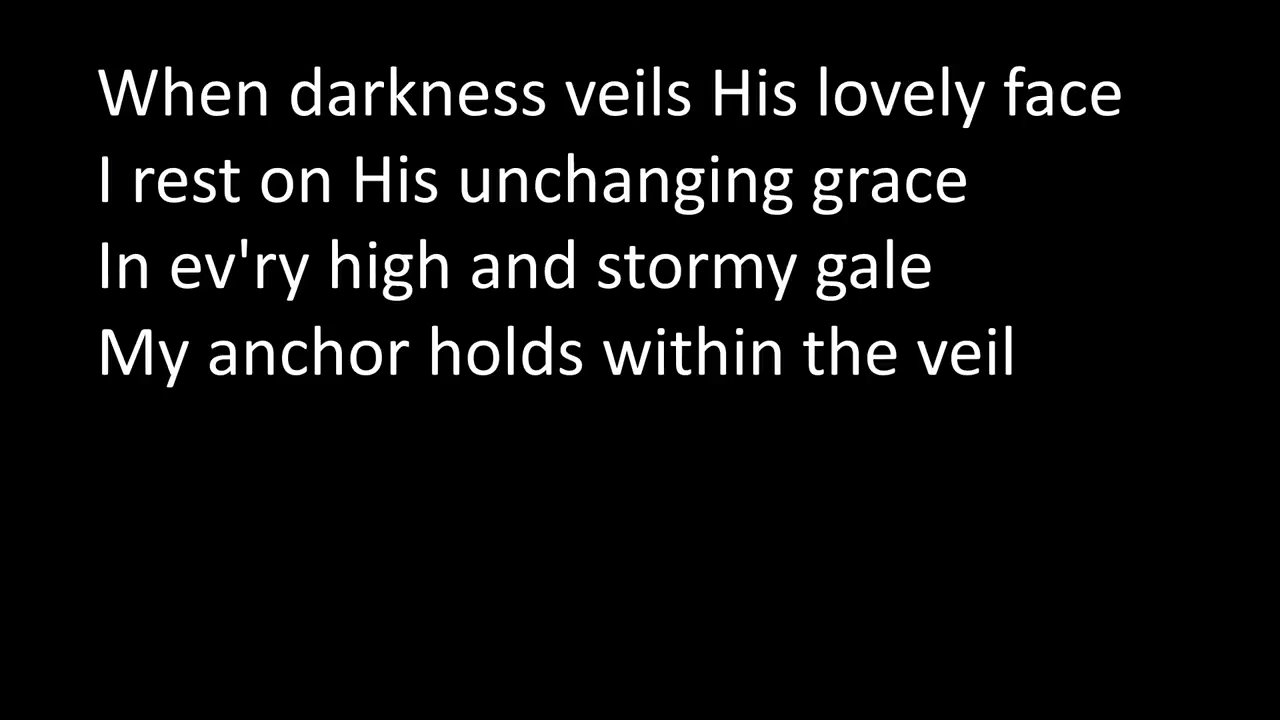 When darkness veils His lovely face
I rest on His unchanging grace
In ev'ry high and stormy gale
My anchor holds within the veil